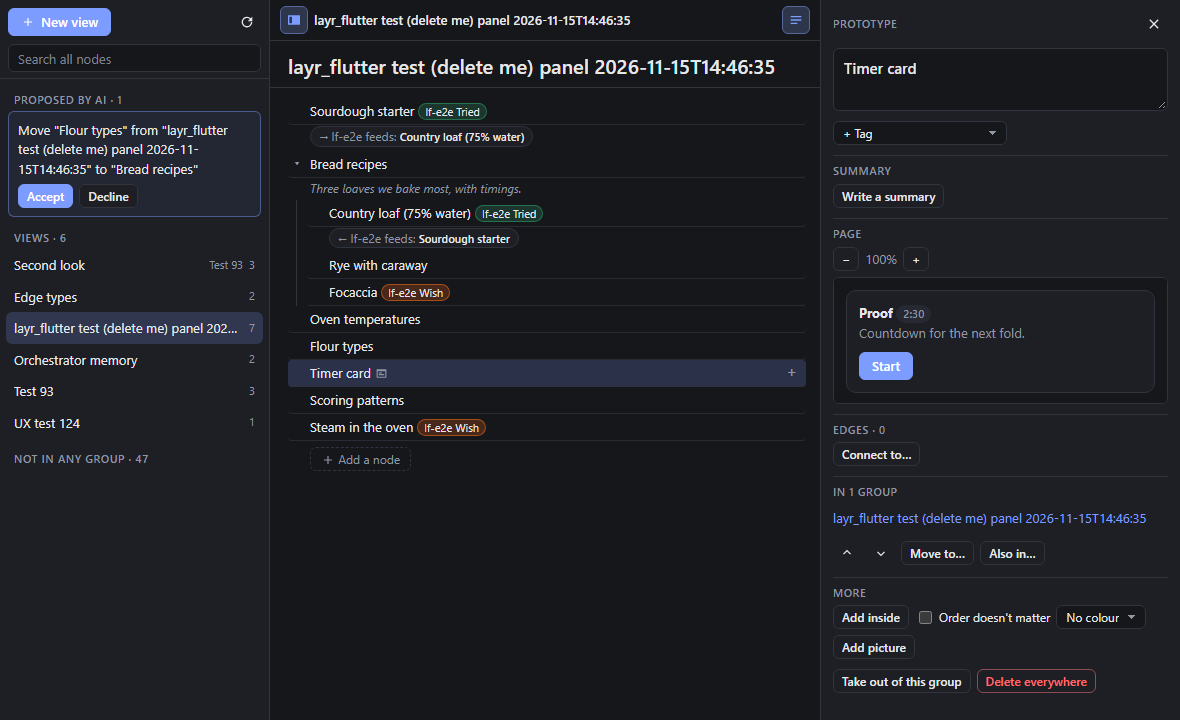 + New view
Search all nodes
PROPOSED BY AI · 1
Move "Flour types" from "layr_flutter
test (delete me) panel 2026-11-
15T14:46:35" to "Bread recipes"
Accept
Decline
VIEWS · 6
Second look Test 93 3
Edge types 2
layr_flutter test (delete me) panel 202... 7
Orchestrator memory 2
Test 93 3
UX test 124 1
NOT IN ANY GROUP · 47
layr_flutter test (delete me) panel 2026-11-15T14:46:35
layr_flutter test (delete me) panel 2026-11-15T14:46:35
Sourdough starter lf-e2e Tried
→ lf-e2e feeds: Country loaf (75% water)
Bread recipes
Three loaves we bake most, with timings.
Country loaf (75% water) lf-e2e Tried
← lf-e2e feeds: Sourdough starter
Rye with caraway
Focaccia lf-e2e Wish
Oven temperatures
Flour types
Timer card +
Scoring patterns
Steam in the oven lf-e2e Wish
+ Add a node
PROTOTYPE
Timer card
+ Tag
SUMMARY
Write a summary
PAGE
− 100% +
Proof 2:30
Countdown for the next fold.
Start
EDGES · 0
Connect to...
IN 1 GROUP
layr_flutter test (delete me) panel 2026-11-15T14:46:35
Move to... Also in...
MORE
Add inside Order doesn't matter No colour
Add picture
Take out of this group Delete everywhere